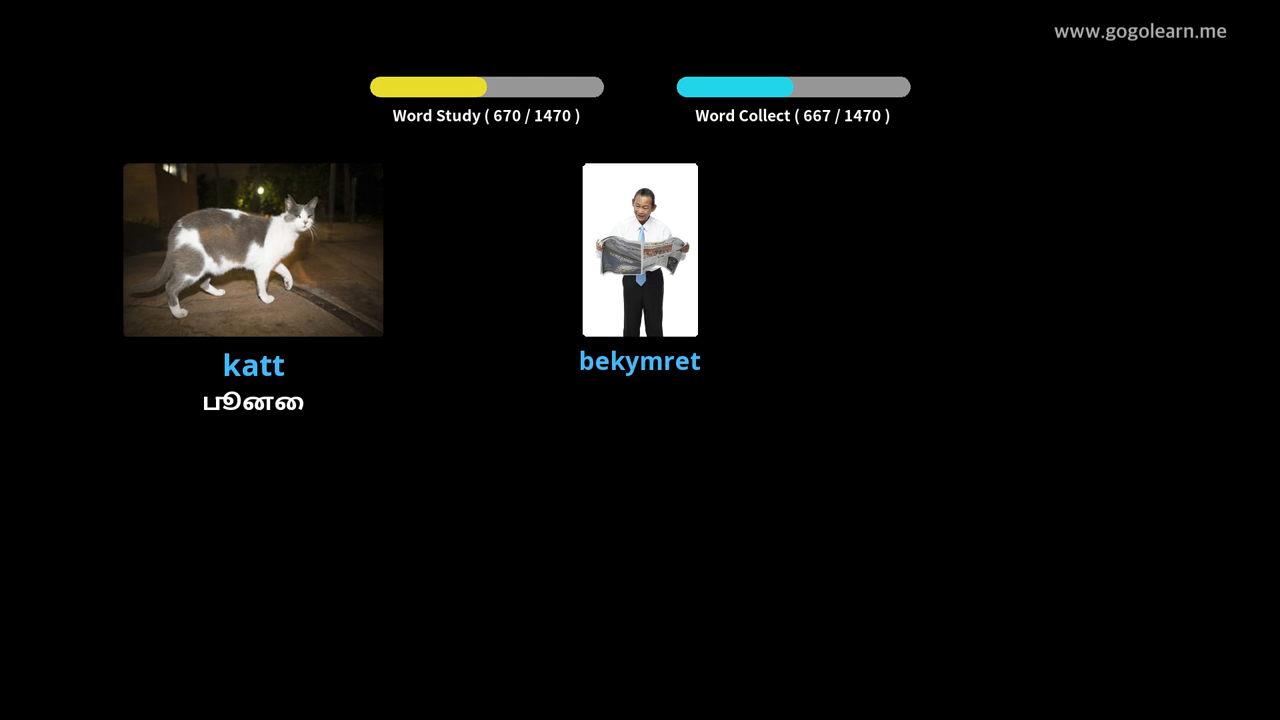 www.gogolearn.me
Word Study ( 670 / 1470 )
Word Collect ( 667 / 1470 )
katt
பூனை
bekymret